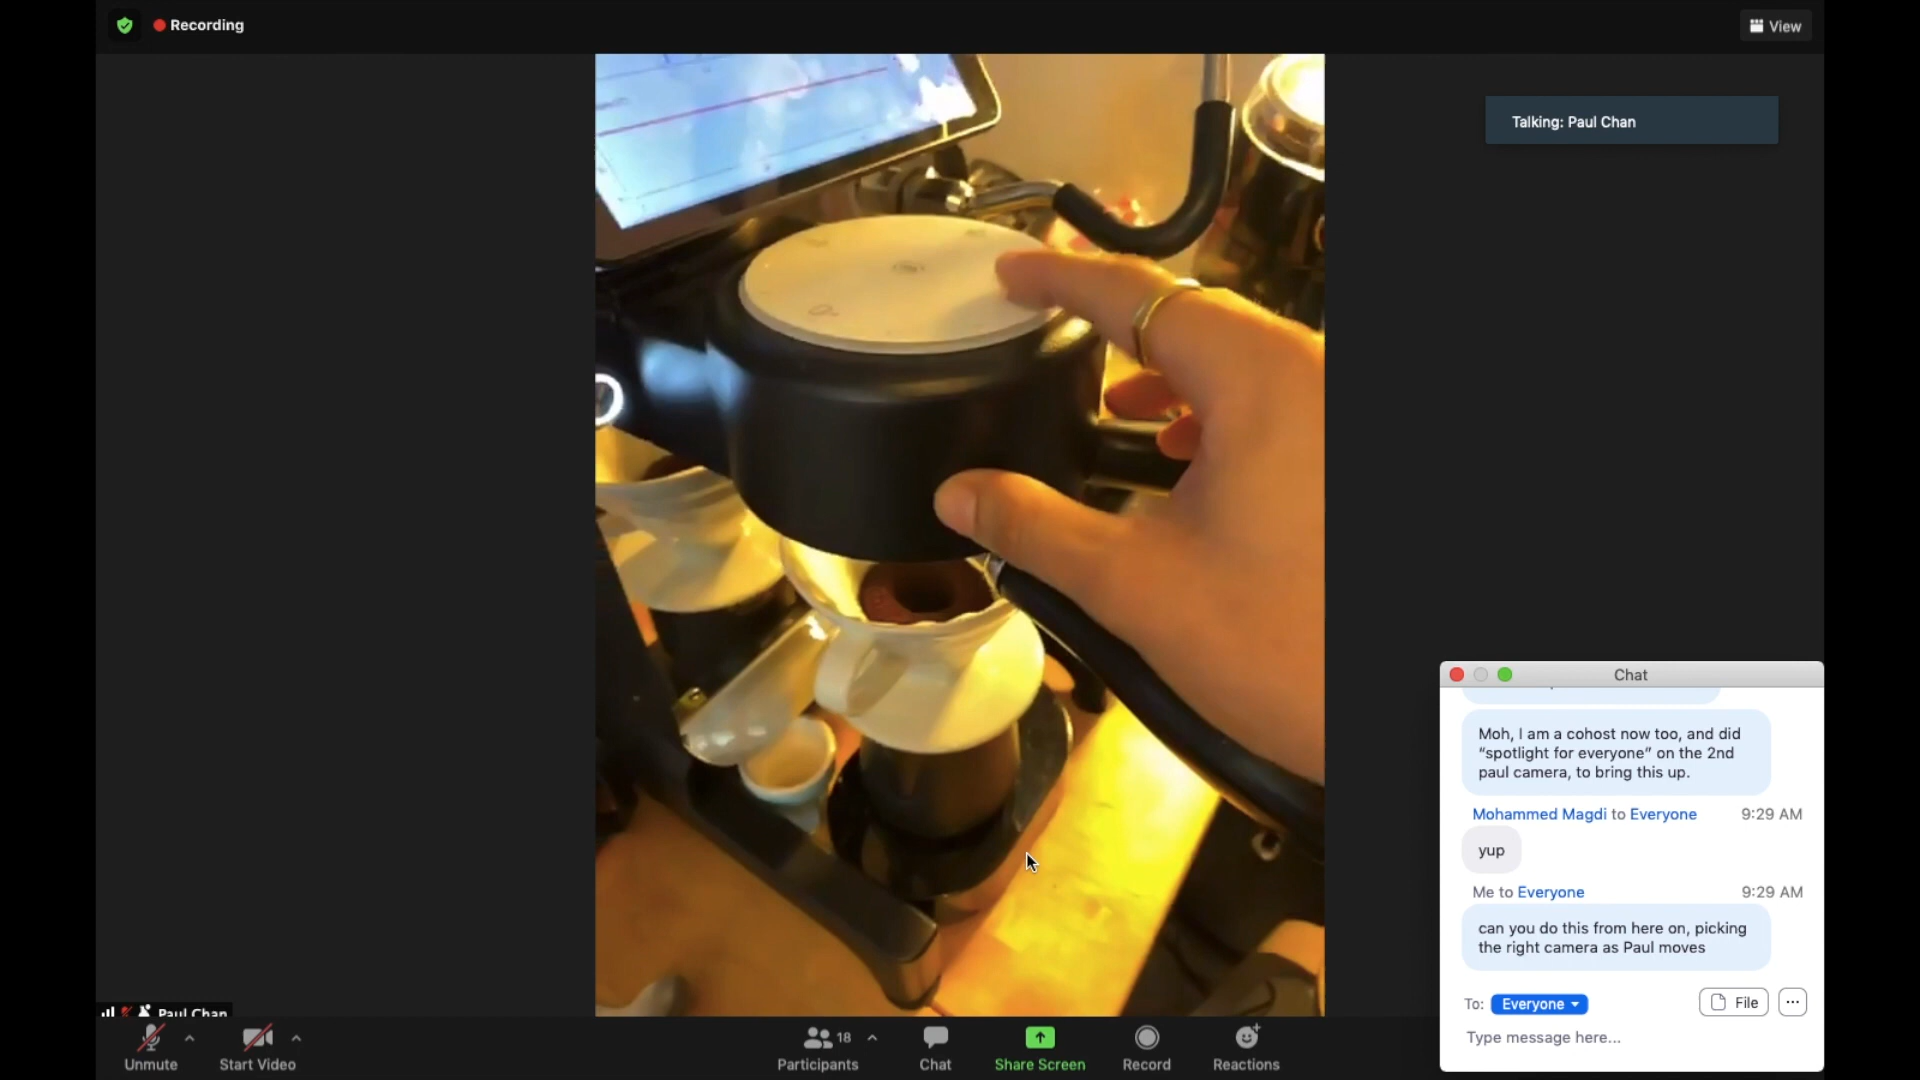 Recording
View
Talking: Paul Chan
Chat
Moh, I am a cohost now too, and did
“spotlight for everyone” on the 2nd
paul camera, to bring this up.
Mohammed Magdi to Everyone 9:29 AM
yup
Me to Everyone 9:29 AM
can you do this from here on, picking
the right camera as Paul moves
To: Everyone File
Type message here...
Paul Chan
Unmute
Start Video
18
Participants
Chat
Share Screen
Record
Reactions